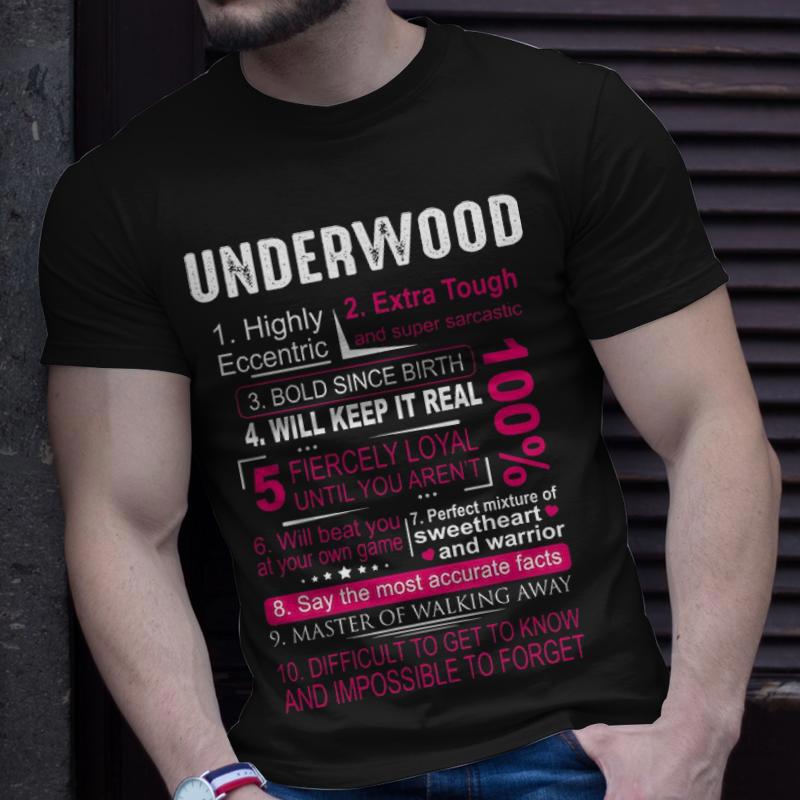 UNDERWOOD
1. Highly
Eccentric
2. Extra Tough
and super sarcastic
3. BOLD SINCE BIRTH
4. WILL KEEP IT REAL
100%
5 FIERCELY LOYAL
UNTIL YOU AREN'T
6. Will beat you
at your own game
7. Perfect mixture of
sweetheart
and warrior
8. Say the most accurate facts
9. MASTER OF WALKING AWAY
10. DIFFICULT TO GET TO KNOW
AND IMPOSSIBLE TO FORGET